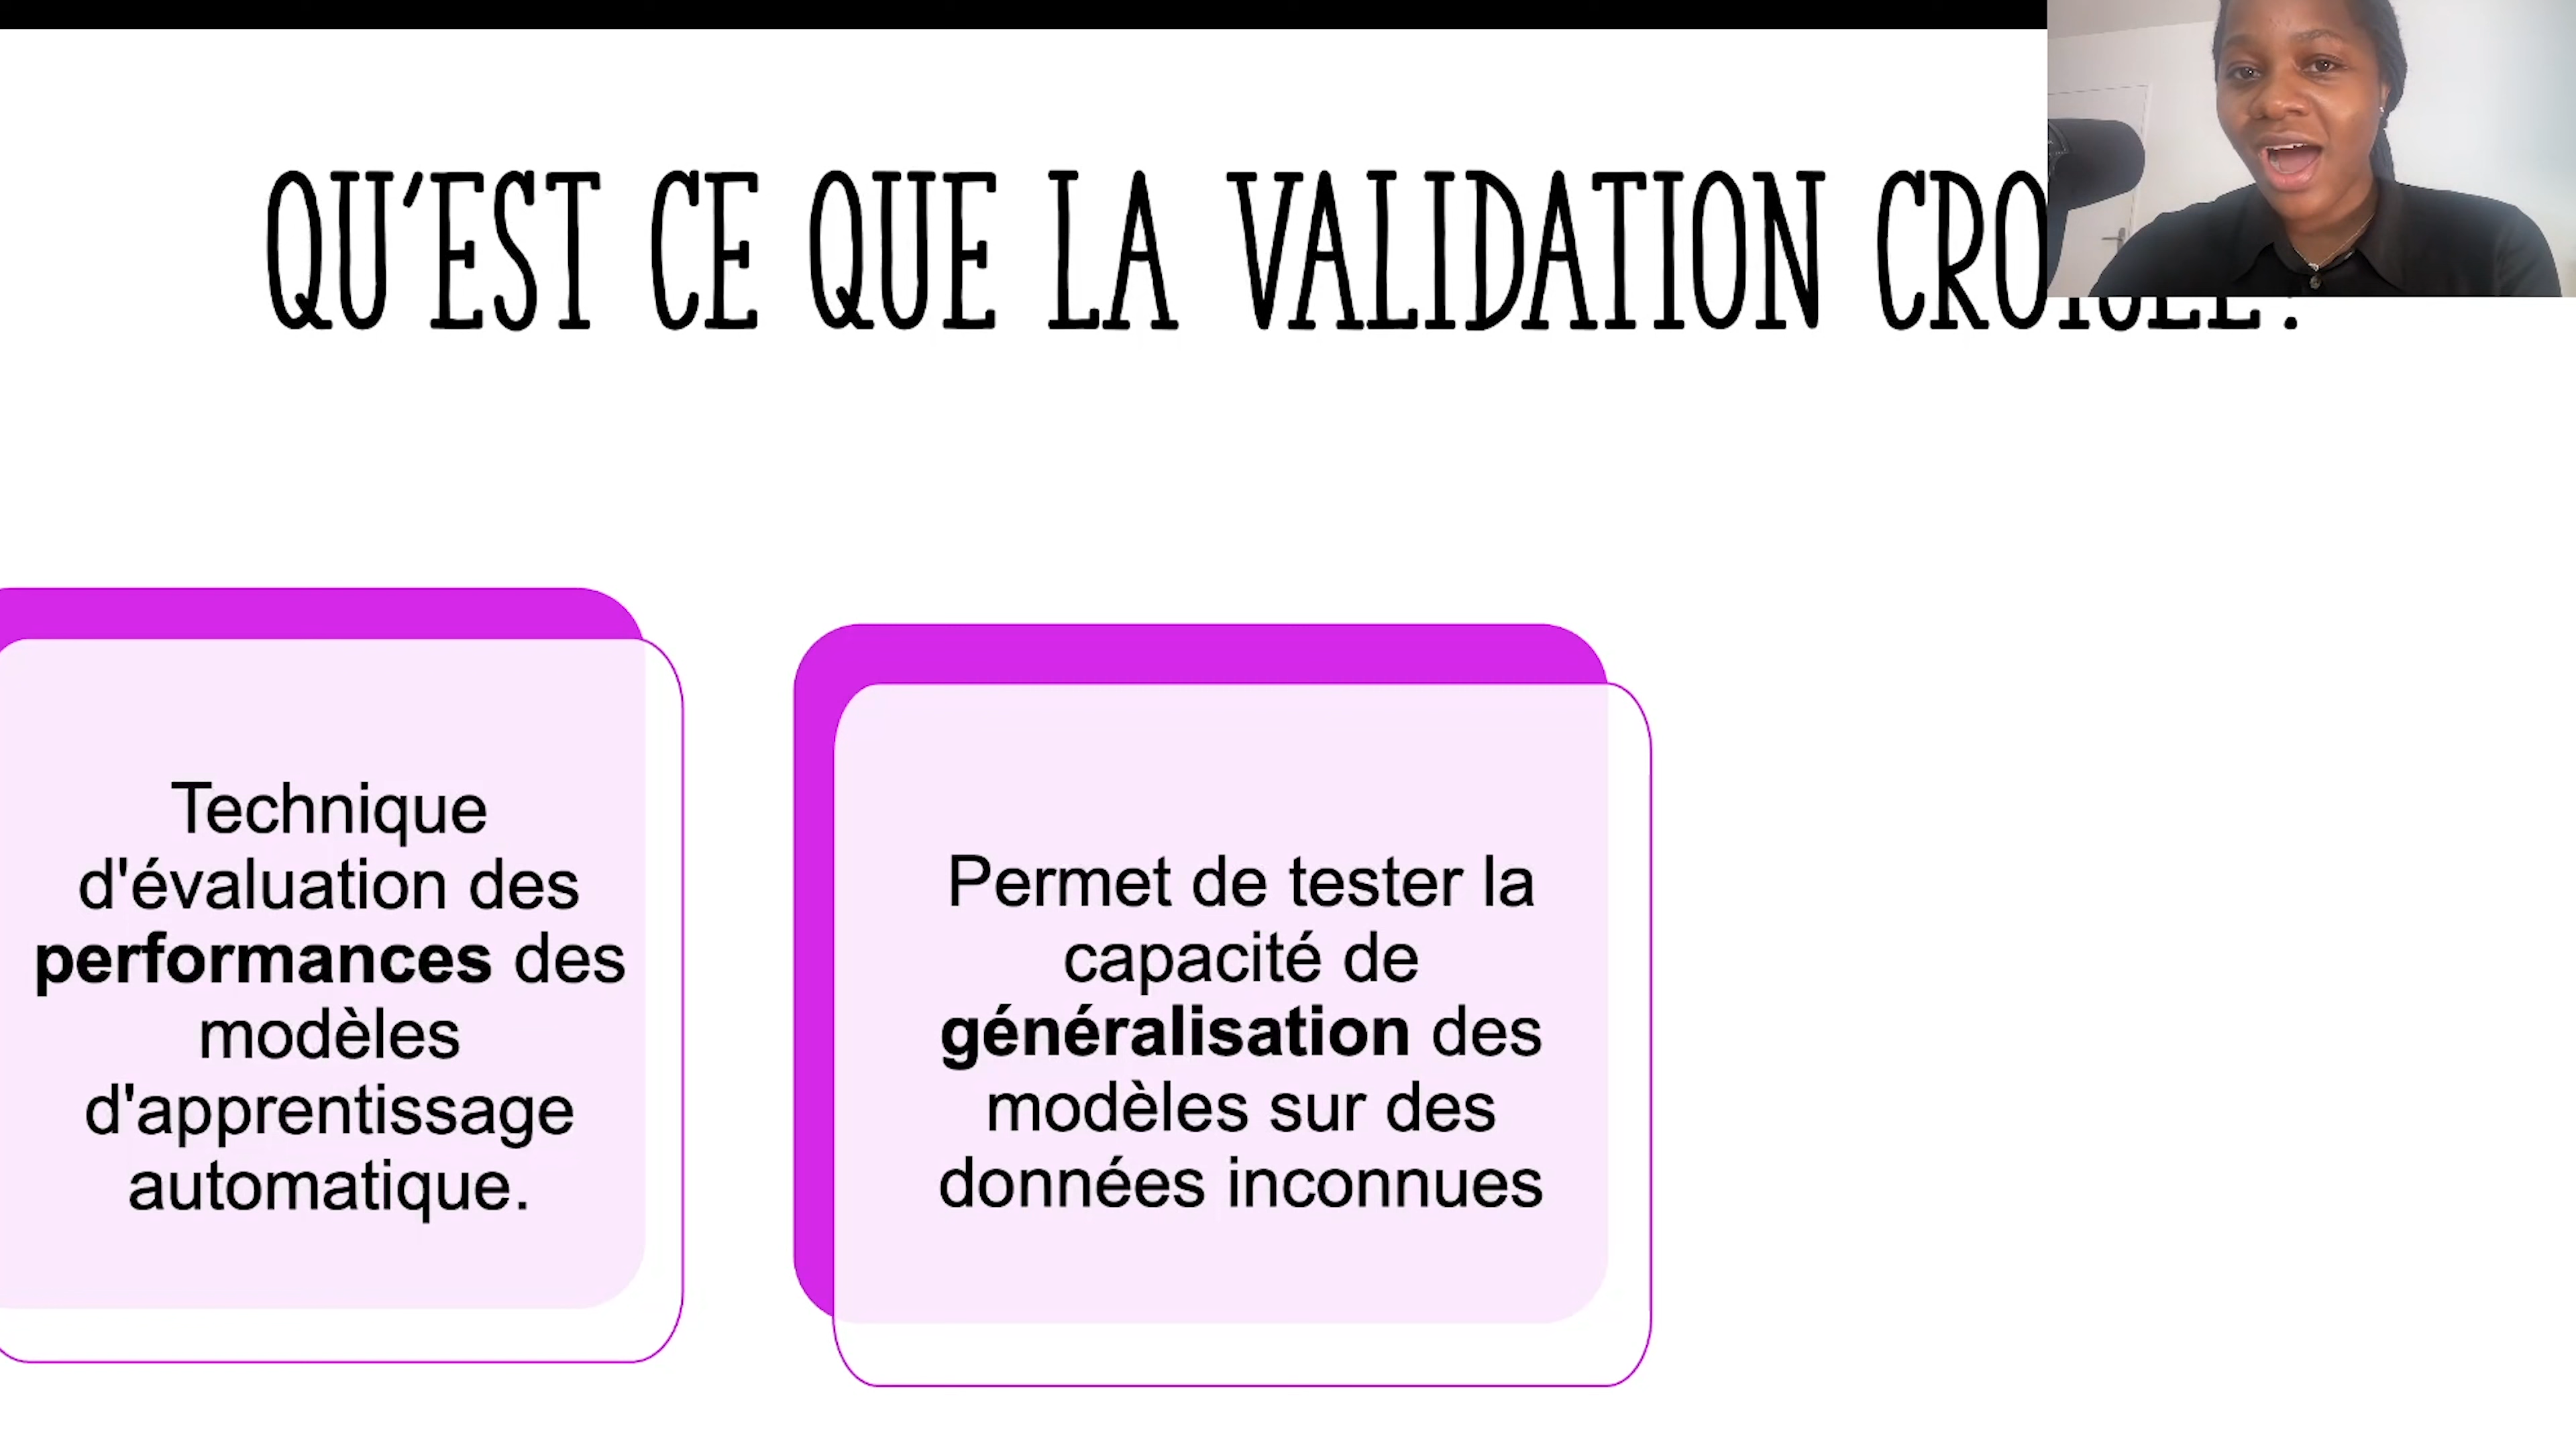 QU'EST CE QUE LA VALIDATION CROISÉE?
Technique
d'évaluation des
performances des
modèles
d'apprentissage
automatique.
Permet de tester la
capacité de
généralisation des
modèles sur des
données inconnues